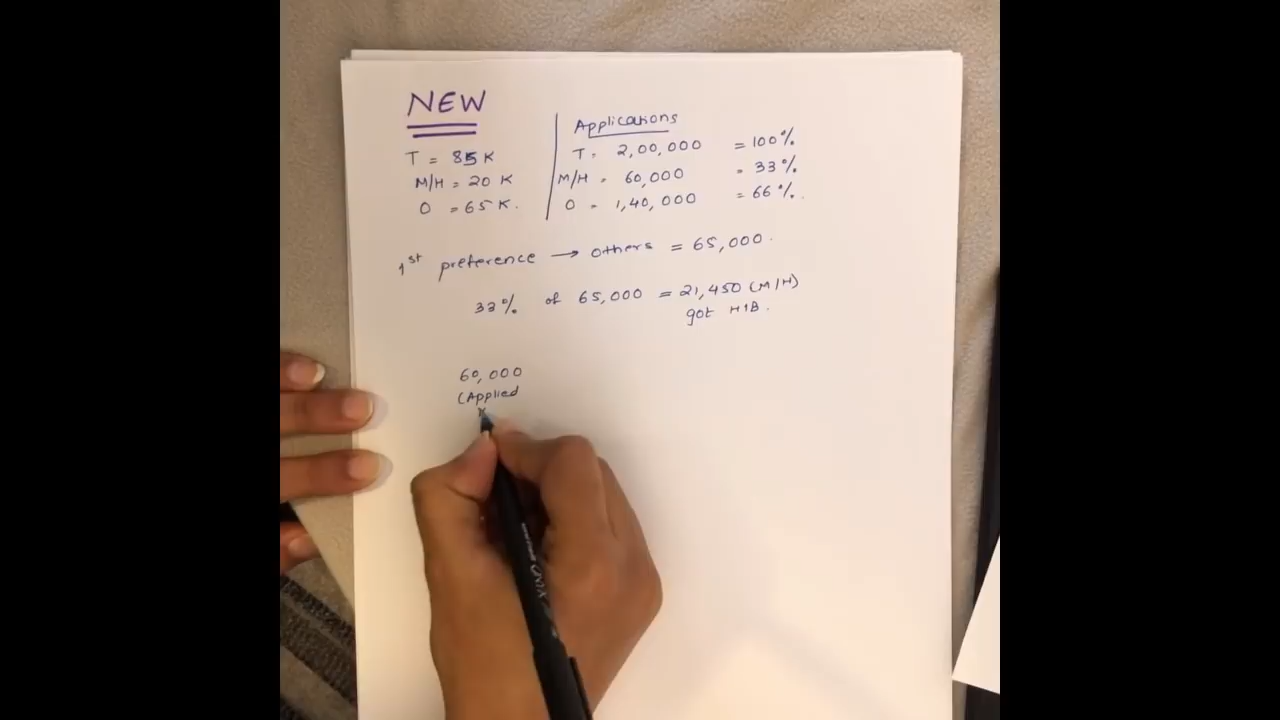 NEW
T = 85 K
M/H = 20 K
O = 65 K.
Applications
T = 2,00,000 = 100%
M/H = 60,000 = 33%
O = 1,40,000 = 66%.
1st preference → others = 65,000.
33% of 65,000 = 21,450 (M/H)
got H1B.
60,000
(Applied